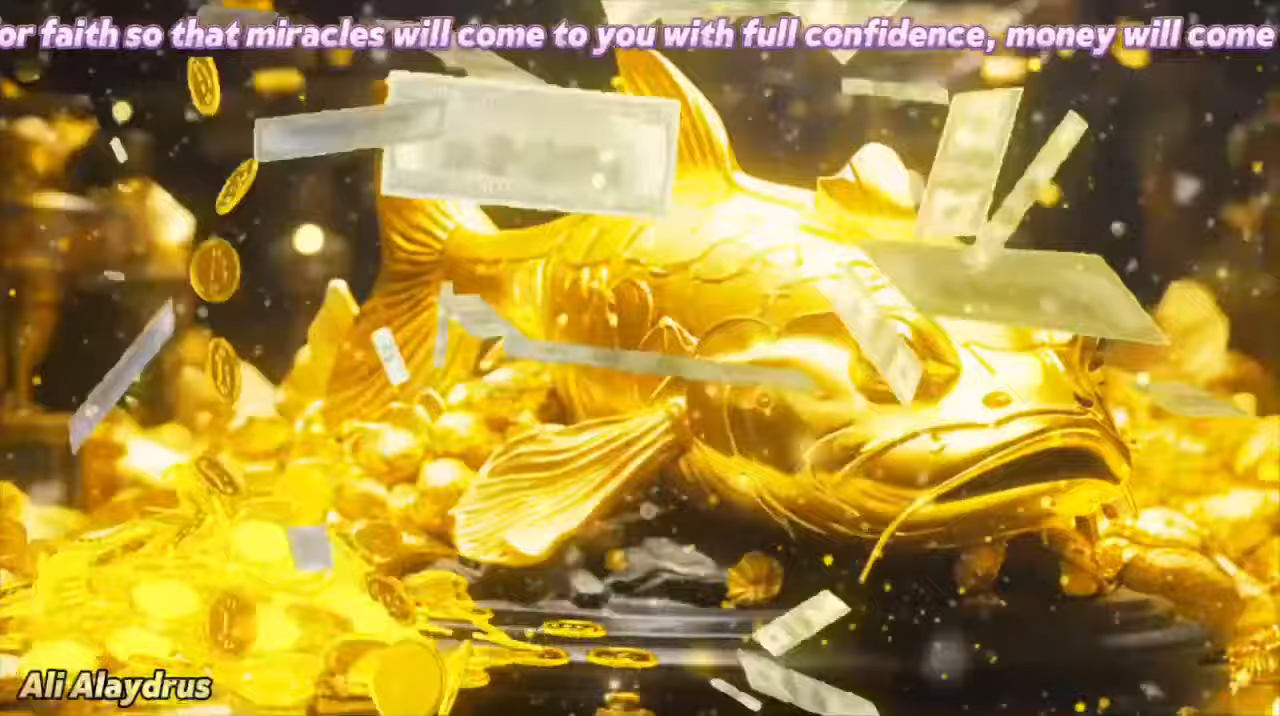 or faith so that miracles will come to you with full confidence, money will come
Ali Alaydrus